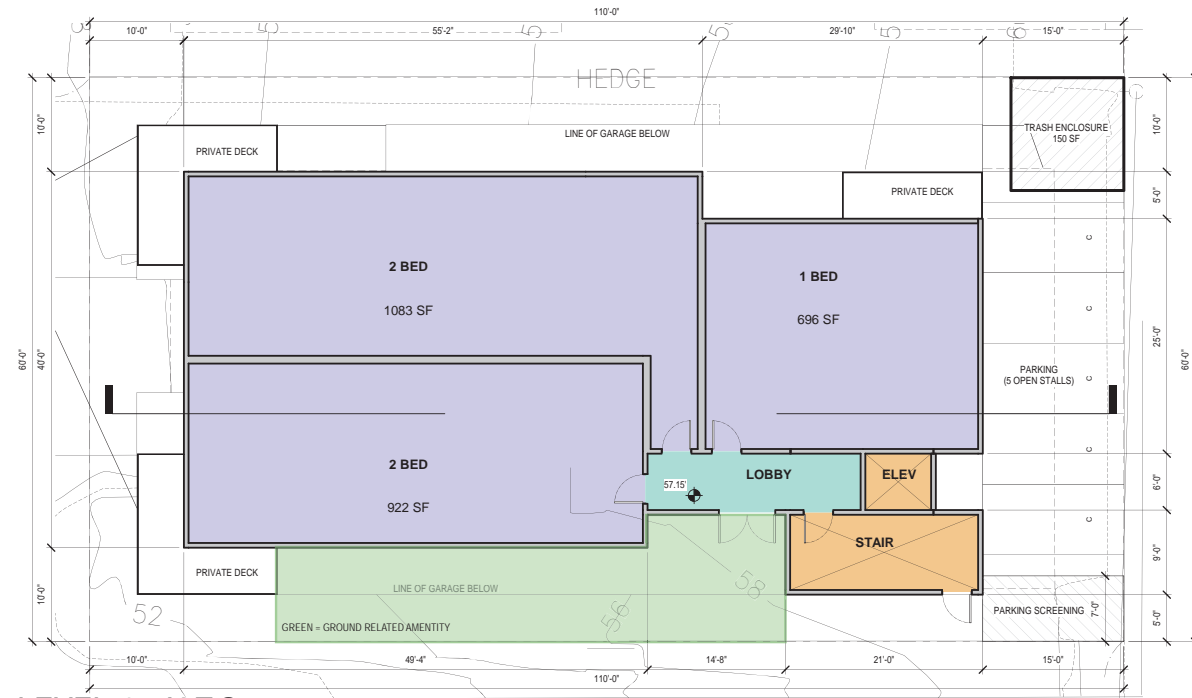 110'-0"
10'-0"
55'-2"
29'-10"
15'-0"
HEDGE
LINE OF GARAGE BELOW
TRASH ENCLOSURE
150 SF
PRIVATE DECK
PRIVATE DECK
10'-0"
10'-0"
5'-0"
2 BED
1083 SF
1 BED
696 SF
60'-0"
40'-0"
25'-0"
60'-0"
PARKING
(5 OPEN STALLS)
C
C
C
C
C
2 BED
922 SF
57.15'
LOBBY
ELEV
6'-0"
STAIR
9'-0"
PRIVATE DECK
LINE OF GARAGE BELOW
58
56
52
GREEN = GROUND RELATED AMENTITY
PARKING SCREENING
7'-0"
10'-0"
5'-0"
10'-0"
49'-4"
14'-8"
21'-0"
15'-0"
110'-0"